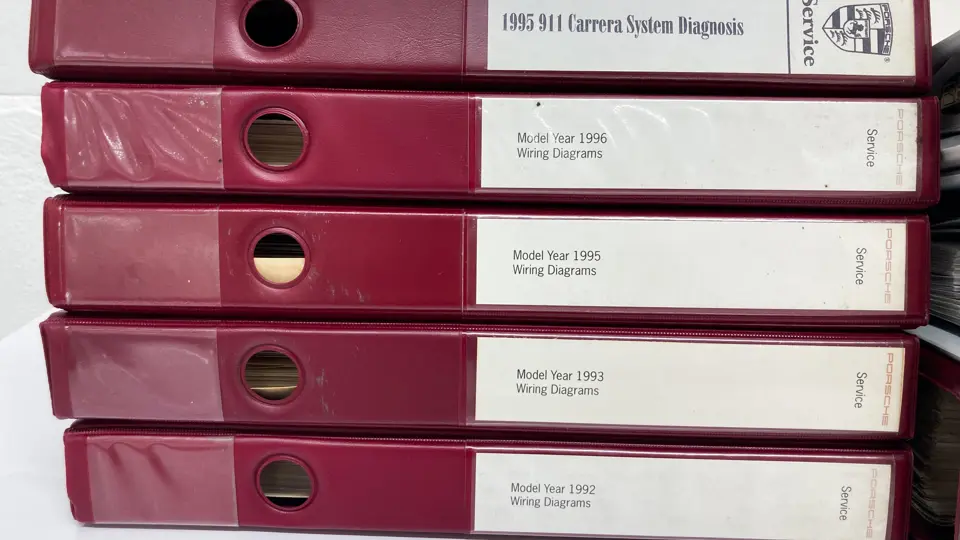 1995 911 Carrera System Diagnosis
Service
PORSCHE
Model Year 1996
Wiring Diagrams
Service
PORSCHE
Model Year 1995
Wiring Diagrams
Service
PORSCHE
Model Year 1993
Wiring Diagrams
Service
PORSCHE
Model Year 1992
Wiring Diagrams
Service
PORSCHE